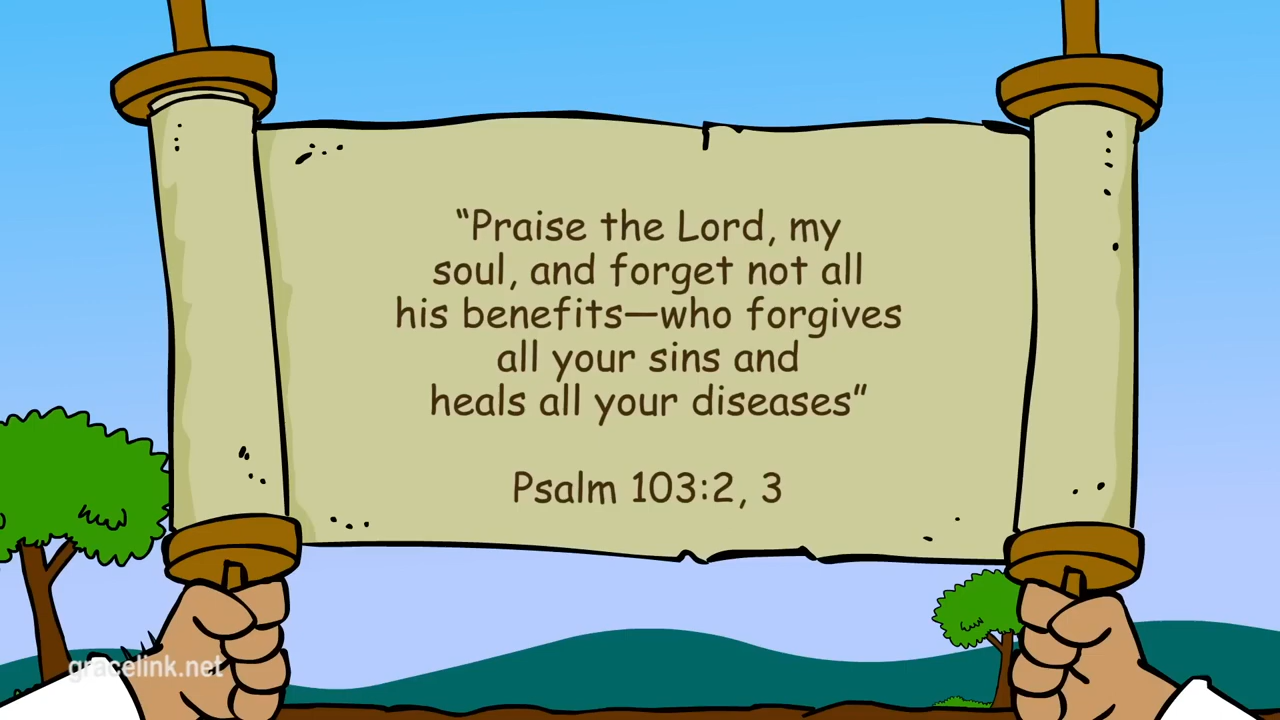 “Praise the Lord, my
soul, and forget not all
his benefits—who forgives
all your sins and
heals all your diseases”
Psalm 103:2, 3
gracelink.net